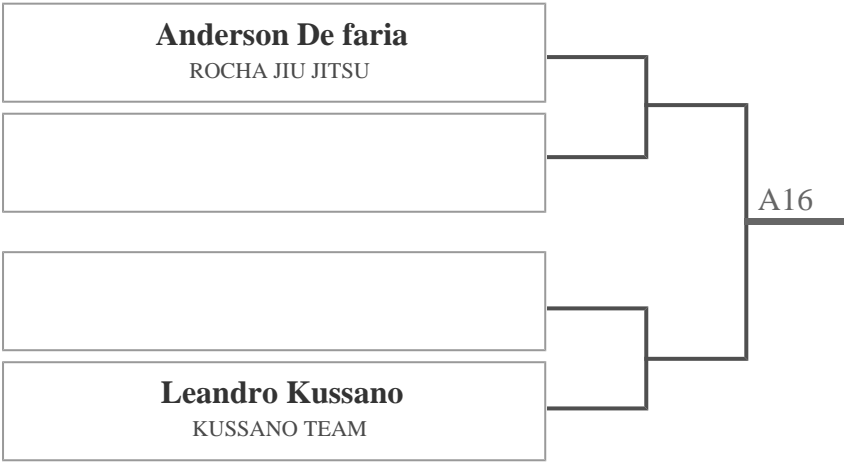 Anderson De faria
ROCHA JIU JITSU
A16
Leandro Kussano
KUSSANO TEAM